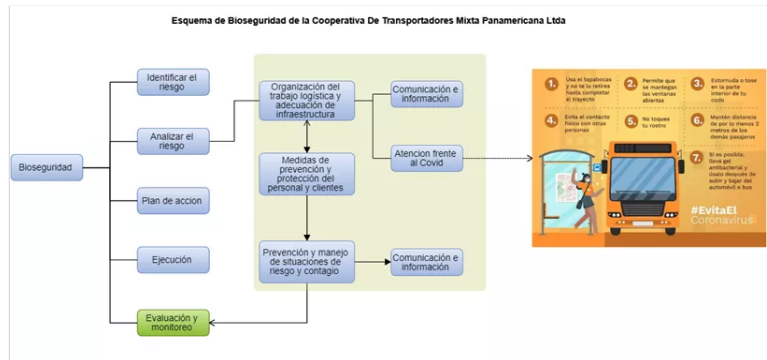 Esquema de Bioseguridad de la Cooperativa De Transportadores Mixta Panamericana Ltda
Bioseguridad
Identificar el
riesgo
Analizar el
riesgo
Plan de accion
Ejecución
Evaluación y
monitoreo
Organización del
trabajo logística y
adecuación de
infraestructura
Medidas de
prevención y
protección del
personal y clientes
Prevención y manejo
de situaciones de
riesgo y contagio
Comunicación e
información
Atencion frente
al Covid
Comunicación e
información
1.
Usa el tapabocas
y no te lo retires
hasta completar
el trayecto
2.
Permite que
se mantegan
las ventanas
abiertas
3.
Estornuda o tose
en la parte
interior de tu
codo
4.
Evita el contacto
físico con otras
personas
5.
No toques
tu rostro
6.
Mantén distancia
de por lo menos 2
metros de los
demás pasajeros
7.
Si es posible,
lleva gel
antibacterial y
úsalo después de
subir y bajar del
automóvil o bus
#EvitaEl
Coronavirus